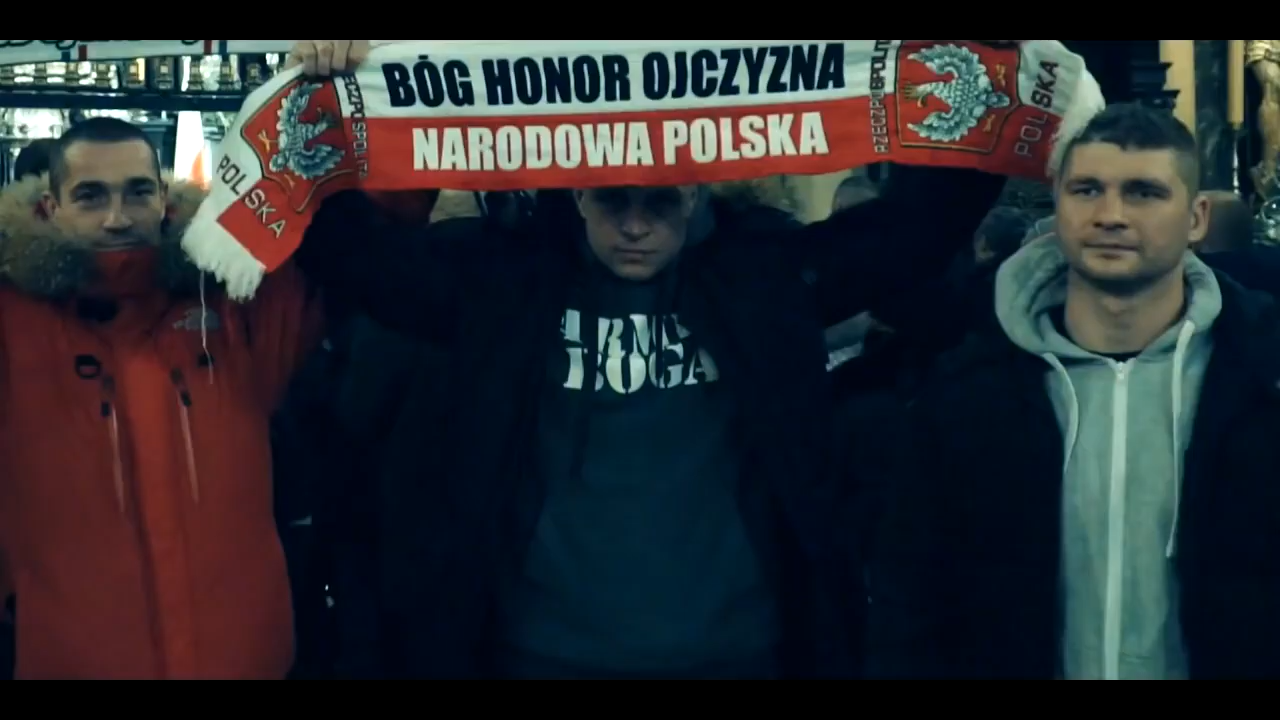 BÓG HONOR OJCZYZNA
NARODOWA POLSKA
POLSKA
POLSKA
BOGA